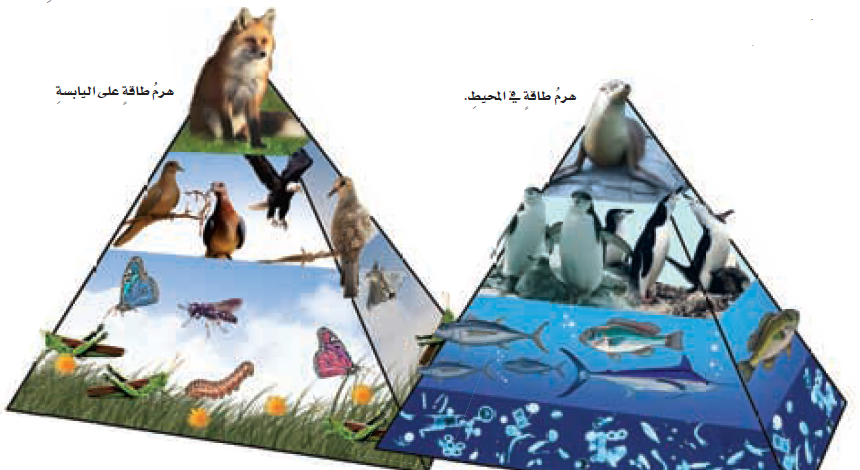 هرمُ طاقةٍ على اليابسةِ
هرمُ طاقةٍ في المحيطِ.